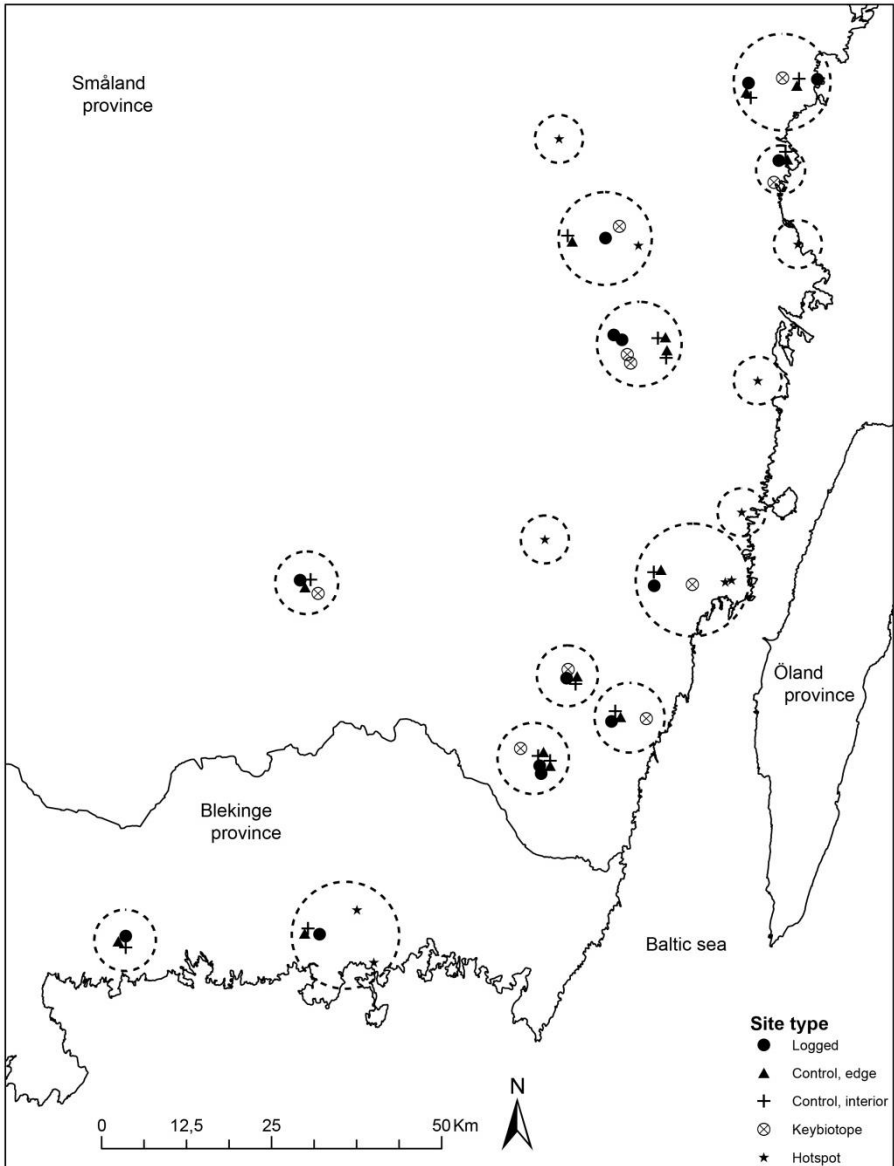 Småland
province
Öland
province
Blekinge
province
Baltic sea
Site type
Logged
Control, edge
Control, interior
Keybiotope
Hotspot
N
0 12,5 25 50 Km